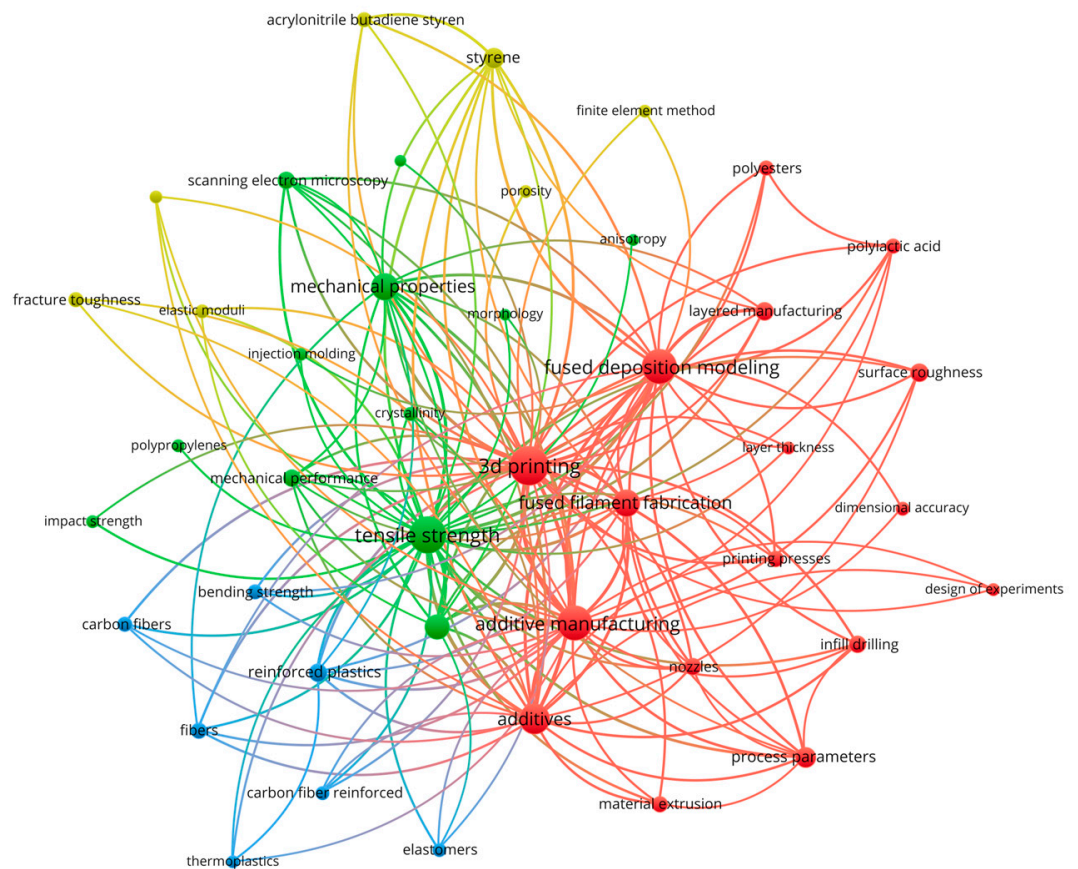 acrylonitrile butadiene styren
styrene
finite element method
polyesters
scanning electron microscopy
porosity
anisotropy
polylactic acid
mechanical properties
fracture toughness
elastic moduli
morphology
layered manufacturing
injection molding
fused deposition modeling
surface roughness
crystallinity
polypropylenes
layer thickness
3d printing
mechanical performance
fused filament fabrication
dimensional accuracy
impact strength
tensile strength
printing presses
bending strength
design of experiments
carbon fibers
additive manufacturing
infill drilling
reinforced plastics
nozzles
additives
fibers
process parameters
carbon fiber reinforced
material extrusion
elastomers
thermoplastics